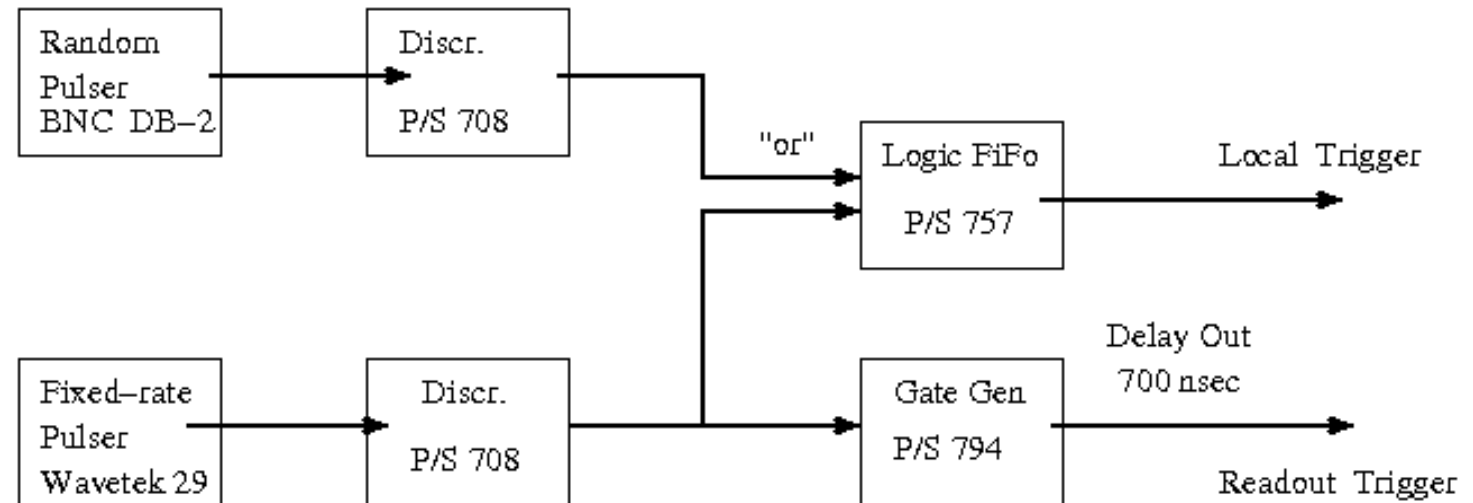 Random
Pulser
BNC DB–2
Discr.
P/S 708
"or"
Logic FiFo
P/S 757
Local Trigger
Fixed–rate
Pulser
Wavetek 29
Discr.
P/S 708
Gate Gen
P/S 794
Delay Out
700 nsec
Readout Trigger